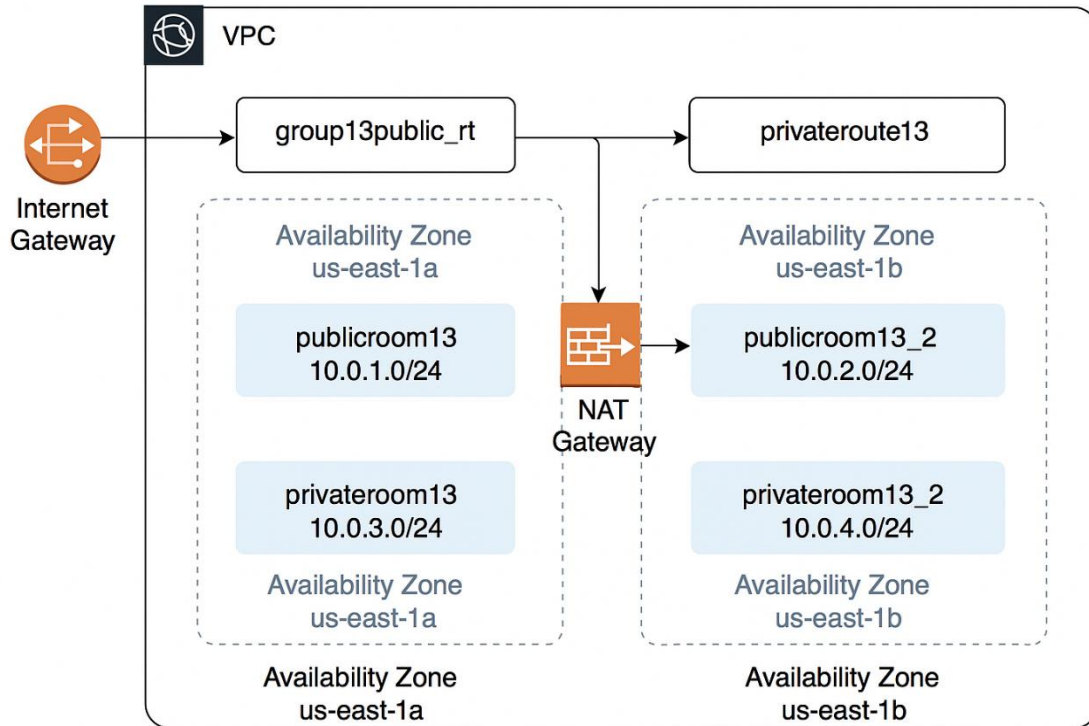 VPC
group13public_rt
privateroute13
Internet
Gateway
Availability Zone
us-east-1a
Availability Zone
us-east-1b
publicroom13
10.0.1.0/24
publicroom13_2
10.0.2.0/24
NAT
Gateway
privateroom13
10.0.3.0/24
privateroom13_2
10.0.4.0/24
Availability Zone
us-east-1a
Availability Zone
us-east-1b
Availability Zone
us-east-1a
Availability Zone
us-east-1b